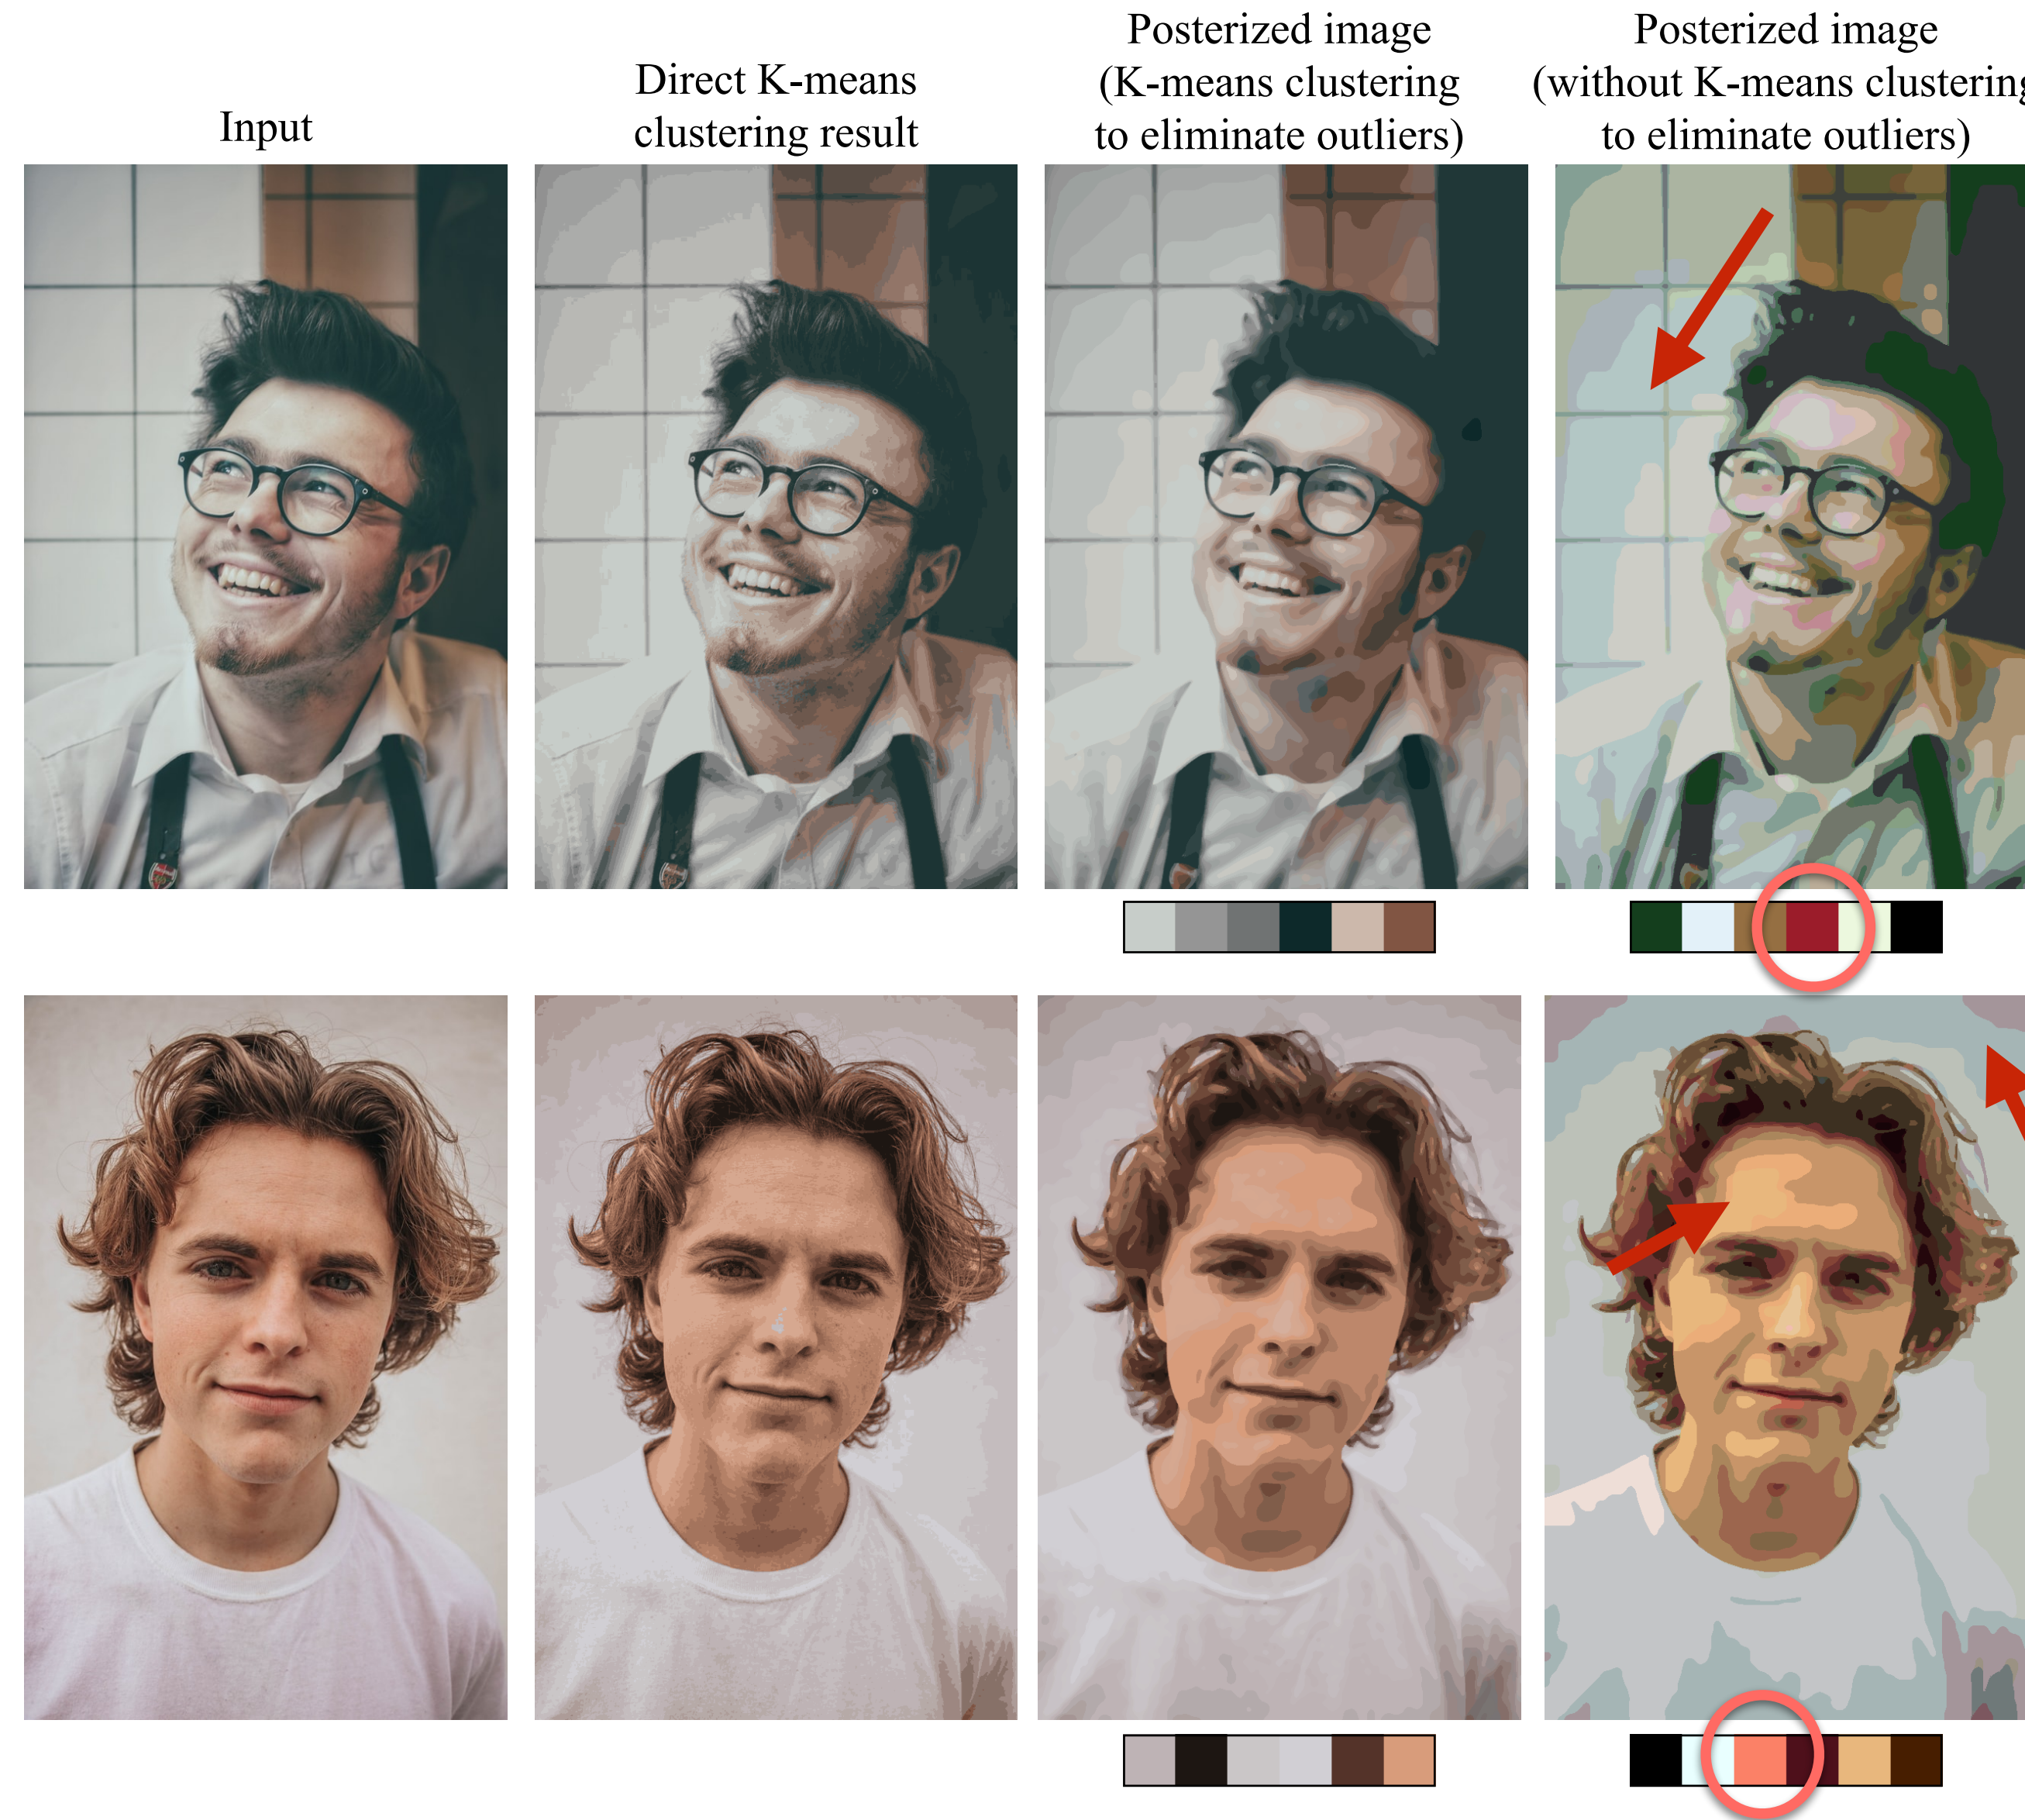 Input
Direct K-means
clustering result
Posterized image
(K-means clustering
to eliminate outliers)
Posterized image
(without K-means clustering
to eliminate outliers)